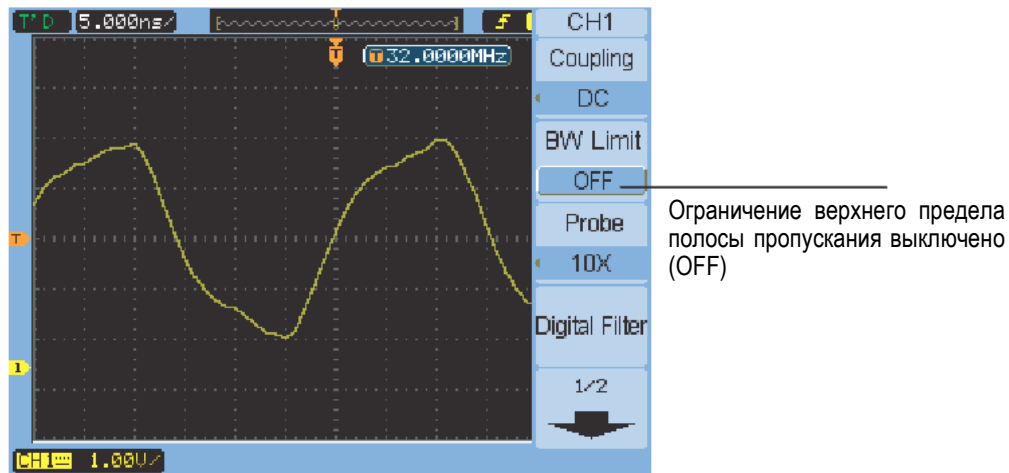 T'D 5.000ns/
T 32.0000MHz
CH1
Coupling
DC
BW Limit
OFF
Probe
10X
Digital Filter
1/2
T
T
1
CH1 1.00V/
Ограничение верхнего предела
полосы пропускания выключено
(OFF)